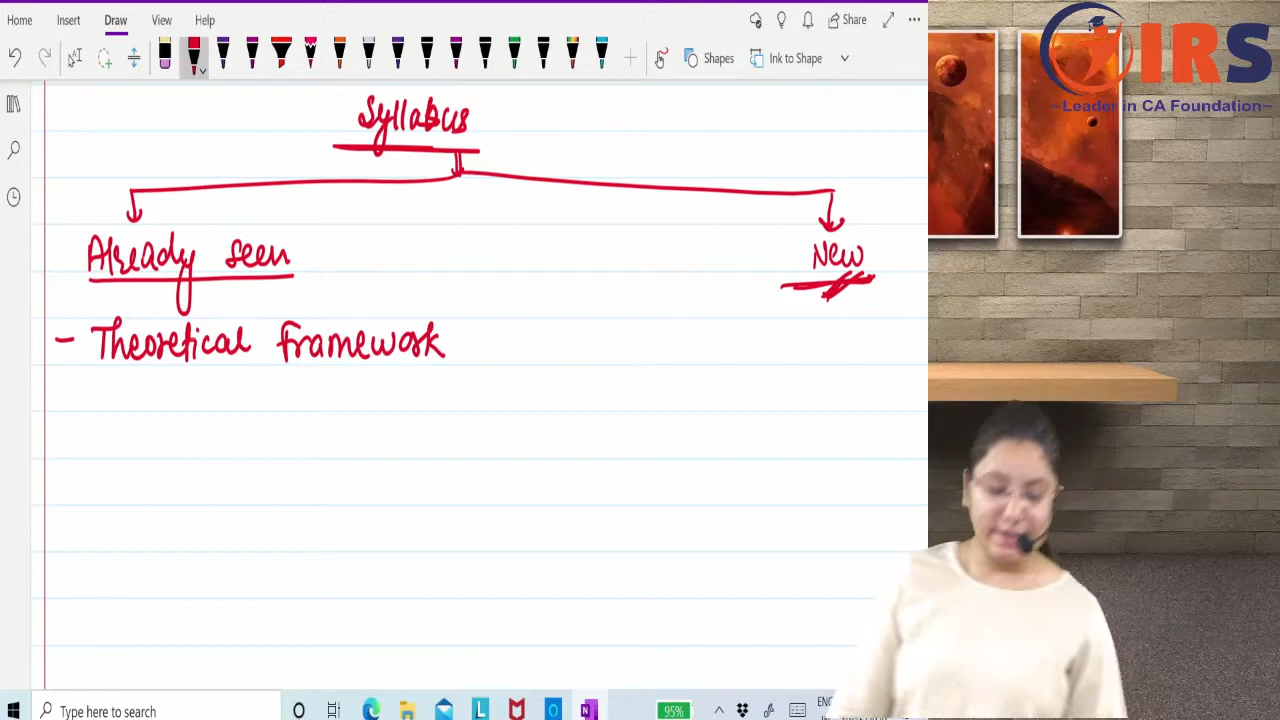 Home Insert Draw View Help Share
Shapes Ink to Shape
IRS
Leader in CA Foundation
Syllabus
Already seen New
- Theoretical Framework
Type here to search
95%
ENG